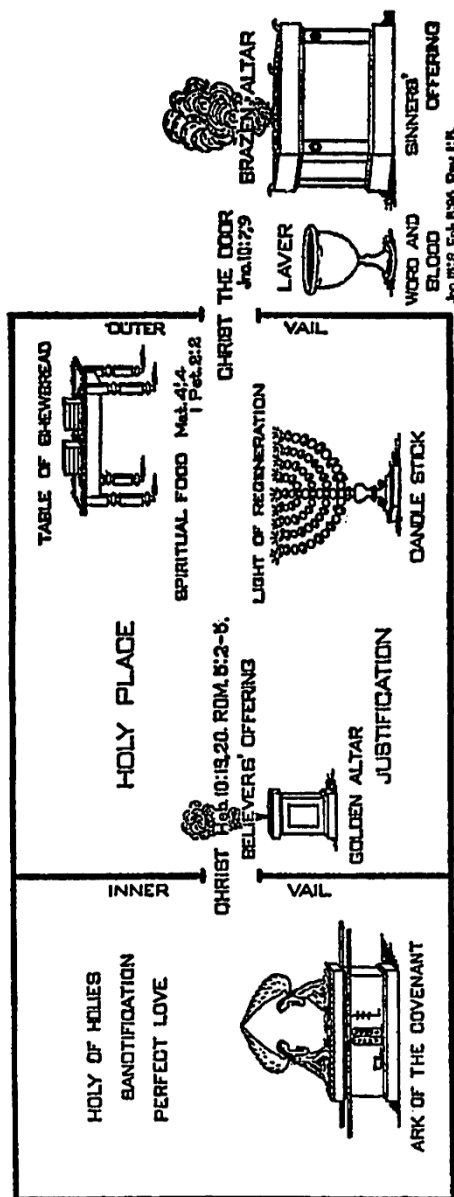 HOLY OF HOLIES
SANCTIFICATION
PERFECT LOVE
ARK OF THE COVENANT
INNER
VAIL
HOLY PLACE
CHRIST Heb. 10:19,20. ROM. 5:2-5.
BELIEVERS' OFFERING
GOLDEN ALTAR
JUSTIFICATION
TABLE OF SHEWBREAD
SPIRITUAL FOOD Mat. 4:4
1 Pet. 2:2
LIGHT OF REGENERATION
CANDLE STICK
OUTER
VAIL
CHRIST THE DOOR
Jno. 10:7,9
LAVER
WORD AND
BLOOD
BRAZEN ALTAR
SINNERS'
OFFERING